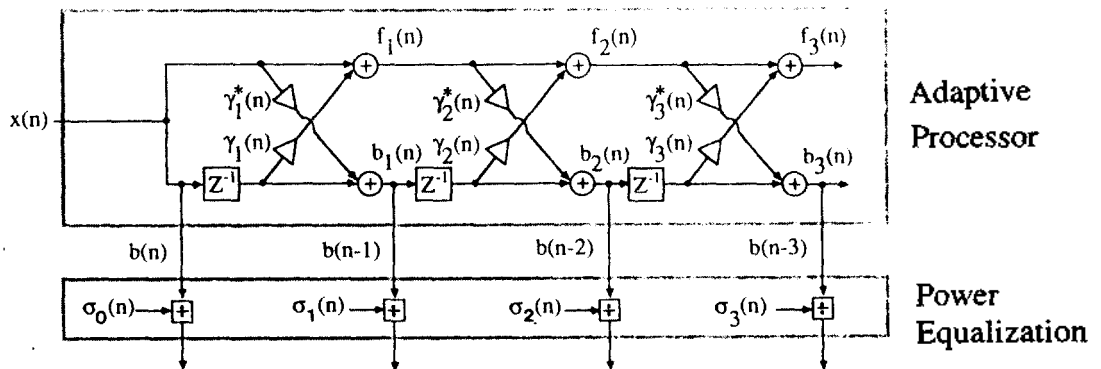 f1(n) f2(n) f3(n)
γ1*(n) γ2*(n) γ3*(n)
Adaptive
Processor
x(n)
γ1(n) b1(n) γ2(n) b2(n) γ3(n) b3(n)
Z-1 Z-1 Z-1
b(n) b(n-1) b(n-2) b(n-3)
Power
Equalization
σ0(n) σ1(n) σ2(n) σ3(n)